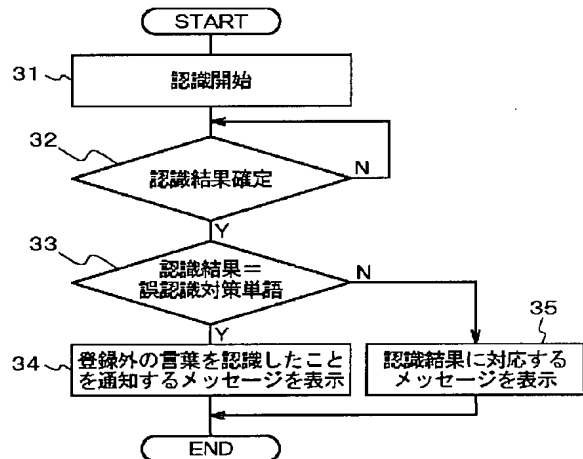 START
31
認識開始
32
認識結果確定
N
Y
33
認識結果＝
誤認識対策単語
N
Y
34
登録外の言葉を認識したこと
を通知するメッセージを表示
35
認識結果に対応する
メッセージを表示
END